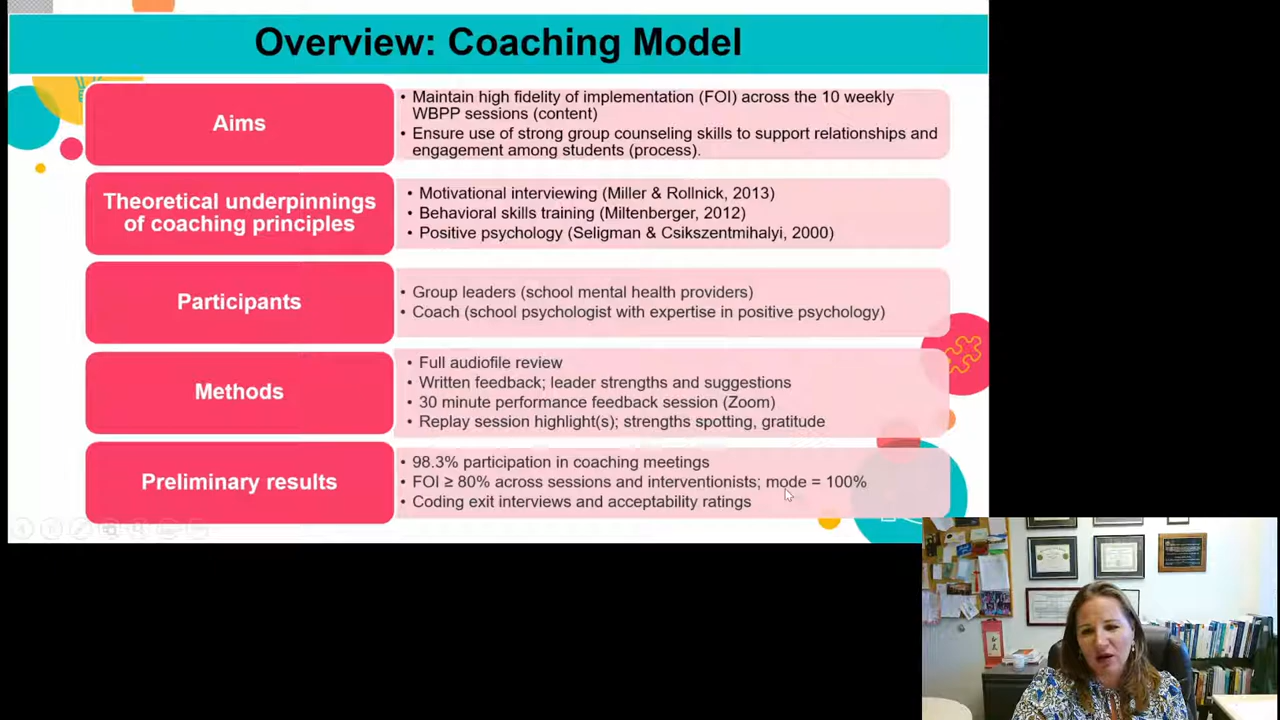 Overview: Coaching Model
Aims
• Maintain high fidelity of implementation (FOI) across the 10 weekly
WBPP sessions (content)
• Ensure use of strong group counseling skills to support relationships and
engagement among students (process).
Theoretical underpinnings
of coaching principles
• Motivational interviewing (Miller & Rollnick, 2013)
• Behavioral skills training (Miltenberger, 2012)
• Positive psychology (Seligman & Csikszentmihalyi, 2000)
Participants
• Group leaders (school mental health providers)
• Coach (school psychologist with expertise in positive psychology)
Methods
• Full audiofile review
• Written feedback; leader strengths and suggestions
• 30 minute performance feedback session (Zoom)
• Replay session highlight(s); strengths spotting, gratitude
Preliminary results
• 98.3% participation in coaching meetings
• FOI ≥ 80% across sessions and interventionists; mode = 100%
• Coding exit interviews and acceptability ratings